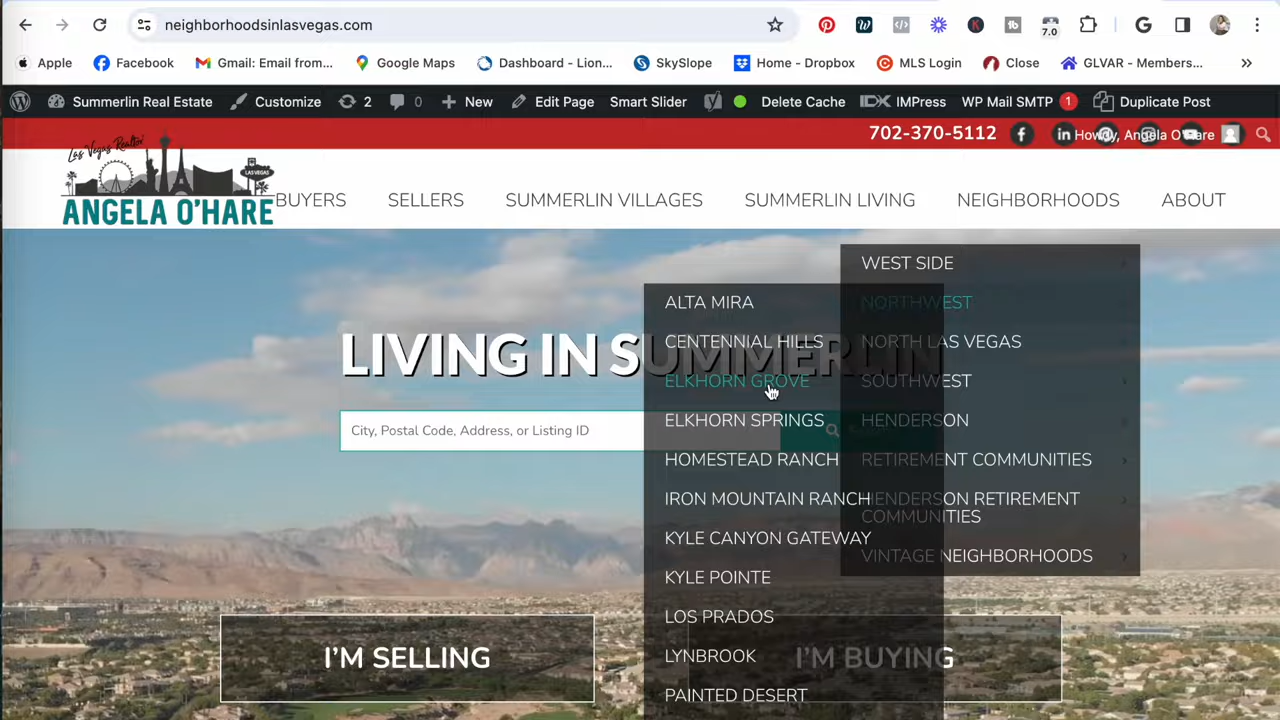 neighborhoodsinlasvegas.com
7.0
Apple Facebook Gmail: Email from... Google Maps Dashboard - Lion... SkySlope Home - Dropbox MLS Login Close GLVAR - Members... »
Summerlin Real Estate Customize 2 0 New Edit Page Smart Slider Delete Cache IMPress WP Mail SMTP 1 Duplicate Post
702-370-5112 Howdy, Angela O'Hare
Las Vegas Realtor
LAS VEGAS
ANGELA O'HARE
BUYERS SELLERS SUMMERLIN VILLAGES SUMMERLIN LIVING NEIGHBORHOODS ABOUT
WEST SIDE
NORTHWEST
NORTH LAS VEGAS
SOUTHWEST
HENDERSON
RETIREMENT COMMUNITIES
HENDERSON RETIREMENT
COMMUNITIES
VINTAGE NEIGHBORHOODS
ALTA MIRA
CENTENNIAL HILLS
ELKHORN GROVE
ELKHORN SPRINGS
HOMESTEAD RANCH
IRON MOUNTAIN RANCH
KYLE CANYON GATEWAY
KYLE POINTE
LOS PRADOS
LYNBROOK
PAINTED DESERT
LIVING IN SUMMERLIN
City, Postal Code, Address, or Listing ID
I'M SELLING
I'M BUYING